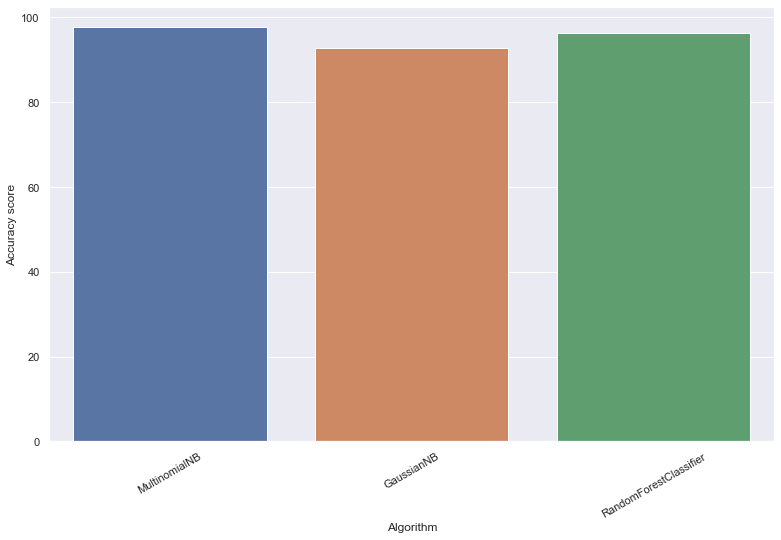 100
80
60
40
20
0
Accuracy score
MultinomialNB
GaussianNB
RandomForestClassifier
Algorithm